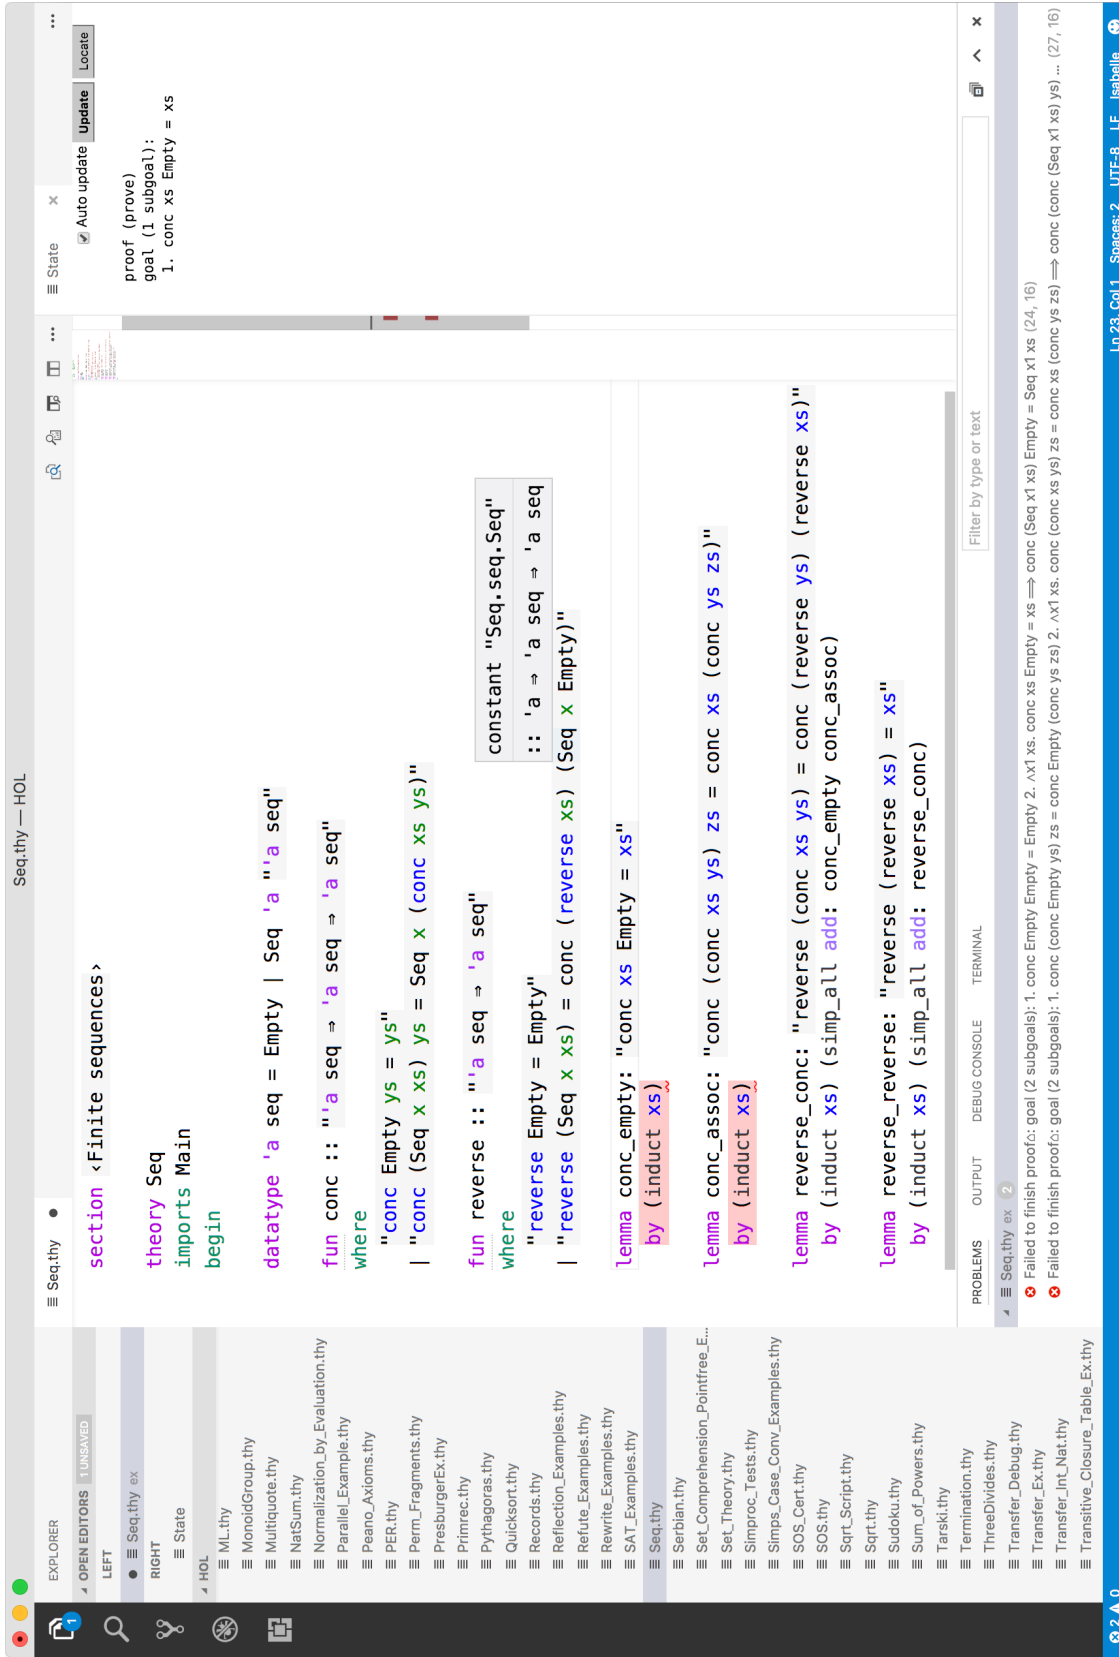 Seq.thy — HOL
EXPLORER
OPEN EDITORS 1 UNSAVED
LEFT
Seq.thy ex
RIGHT
State
HOL
ML.thy
MonoidGroup.thy
Multiquote.thy
NatSum.thy
Normalization_by_Evaluation.thy
Parallel_Example.thy
Peano_Axioms.thy
PER.thy
Perm_Fragments.thy
PresburgerEx.thy
Primrec.thy
Pythagoras.thy
Quicksort.thy
Records.thy
Reflection_Examples.thy
Refute_Examples.thy
Rewrite_Examples.thy
SAT_Examples.thy
Seq.thy
Serbian.thy
Set_Comprehension_Pointfree_E...
Set_Theory.thy
Simproc_Tests.thy
Simps_Case_Conv_Examples.thy
SOS_Cert.thy
SOS.thy
Sqrt_Script.thy
Sqrt.thy
Sudoku.thy
Sum_of_Powers.thy
Tarski.thy
Termination.thy
ThreeDivides.thy
Transfer_Debug.thy
Transfer_Ex.thy
Transfer_Int_Nat.thy
Transitive_Closure_Table_Ex.thy
1
Seq.thy
section ‹Finite sequences›
theory Seq
imports Main
begin
datatype 'a seq = Empty | Seq 'a "'a seq"
fun conc :: "'a seq ⇒ 'a seq ⇒ 'a seq"
where
"conc Empty ys = ys"
| "conc (Seq x xs) ys = Seq x (conc xs ys)"
fun reverse :: "'a seq ⇒ 'a seq"
where
"reverse Empty = Empty"
| "reverse (Seq x xs) = conc (reverse xs) (Seq x Empty)"
constant "Seq.seq.Seq"
:: 'a ⇒ 'a seq ⇒ 'a seq
lemma conc_empty: "conc xs Empty = xs"
by (induct xs)
lemma conc_assoc: "conc (conc xs ys) zs = conc xs (conc ys zs)"
by (induct xs)
lemma reverse_conc: "reverse (conc xs ys) = conc (reverse ys) (reverse xs)"
by (induct xs) (simp_all add: conc_empty conc_assoc)
lemma reverse_reverse: "reverse (reverse xs) = xs"
by (induct xs) (simp_all add: reverse_conc)
State
Auto update Update Locate
proof (prove)
goal (1 subgoal):
1. conc xs Empty = xs
PROBLEMS OUTPUT DEBUG CONSOLE TERMINAL
Filter by type or text
Seq.thy ex 2
Failed to finish proof⌂: goal (2 subgoals): 1. conc Empty Empty = Empty 2. ⋀x1 xs. conc xs Empty = xs ⟹ conc (Seq x1 xs) Empty = Seq x1 xs (24, 16)
Failed to finish proof⌂: goal (2 subgoals): 1. conc (conc Empty ys) zs = conc Empty (conc ys zs) 2. ⋀x1 xs. conc (conc xs ys) zs = conc xs (conc ys zs) ⟹ conc (conc (Seq x1 xs) ys) ... (27, 16)
2 0 Ln 23, Col 1 Spaces: 2 UTF-8 LF Isabelle